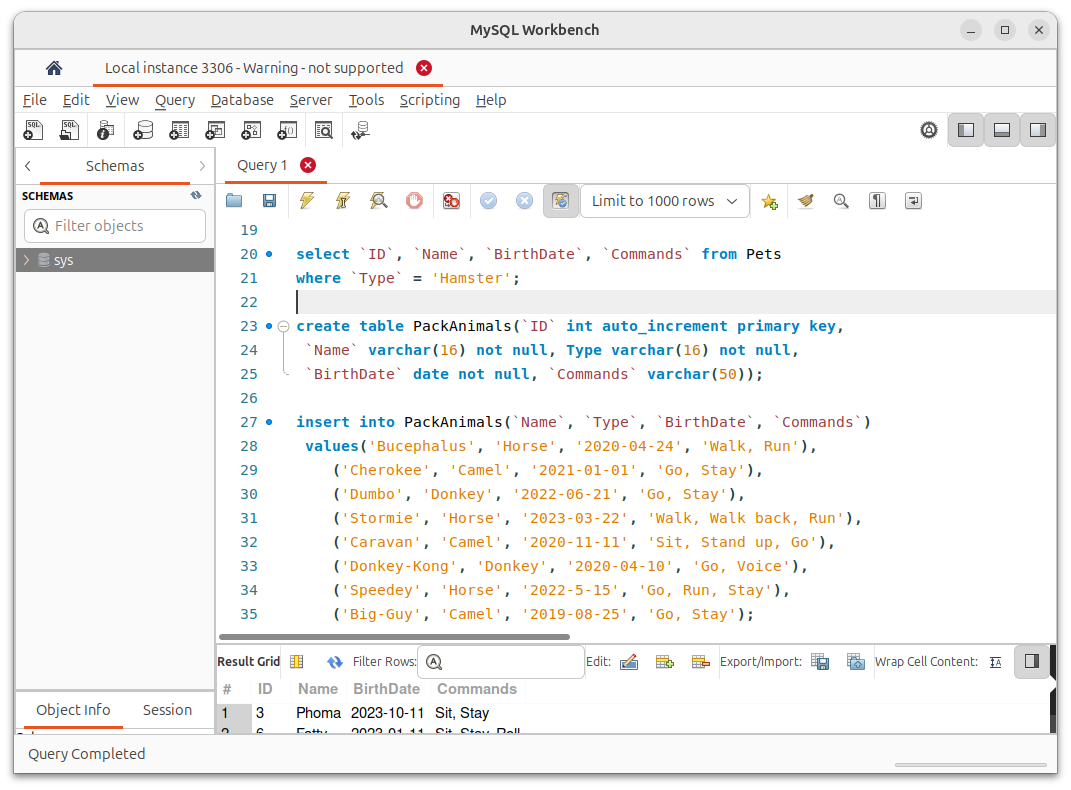 MySQL Workbench
Local instance 3306 - Warning - not supported
File Edit View Query Database Server Tools Scripting Help
Schemas
Query 1
SCHEMAS
Filter objects
sys
Limit to 1000 rows
19
20 select `ID`, `Name`, `BirthDate`, `Commands` from Pets
21 where `Type` = 'Hamster';
22
23 create table PackAnimals(`ID` int auto_increment primary key,
24 `Name` varchar(16) not null, Type varchar(16) not null,
25 `BirthDate` date not null, `Commands` varchar(50));
26
27 insert into PackAnimals(`Name`, `Type`, `BirthDate`, `Commands`)
28 values('Bucephalus', 'Horse', '2020-04-24', 'Walk, Run'),
29 ('Cherokee', 'Camel', '2021-01-01', 'Go, Stay'),
30 ('Dumbo', 'Donkey', '2022-06-21', 'Go, Stay'),
31 ('Stormie', 'Horse', '2023-03-22', 'Walk, Walk back, Run'),
32 ('Caravan', 'Camel', '2020-11-11', 'Sit, Stand up, Go'),
33 ('Donkey-Kong', 'Donkey', '2020-04-10', 'Go, Voice'),
34 ('Speedey', 'Horse', '2022-5-15', 'Go, Run, Stay'),
35 ('Big-Guy', 'Camel', '2019-08-25', 'Go, Stay');
Result Grid Filter Rows: Edit: Export/Import: Wrap Cell Content:
# ID Name BirthDate Commands
1 3 Phoma 2023-10-11 Sit, Stay
2 6 Fatty 2023-01-11 Sit, Stay, Roll
Object Info Session
Query Completed